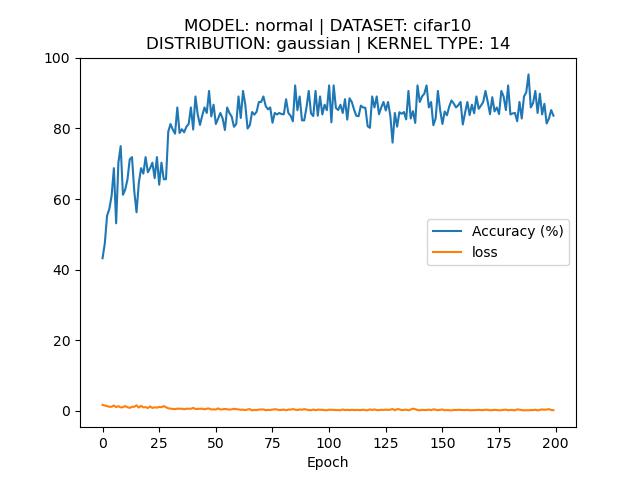 MODEL: normal | DATASET: cifar10
DISTRIBUTION: gaussian | KERNEL TYPE: 14
100
80
60
40
20
0
Accuracy (%)
loss
0 25 50 75 100 125 150 175 200
Epoch